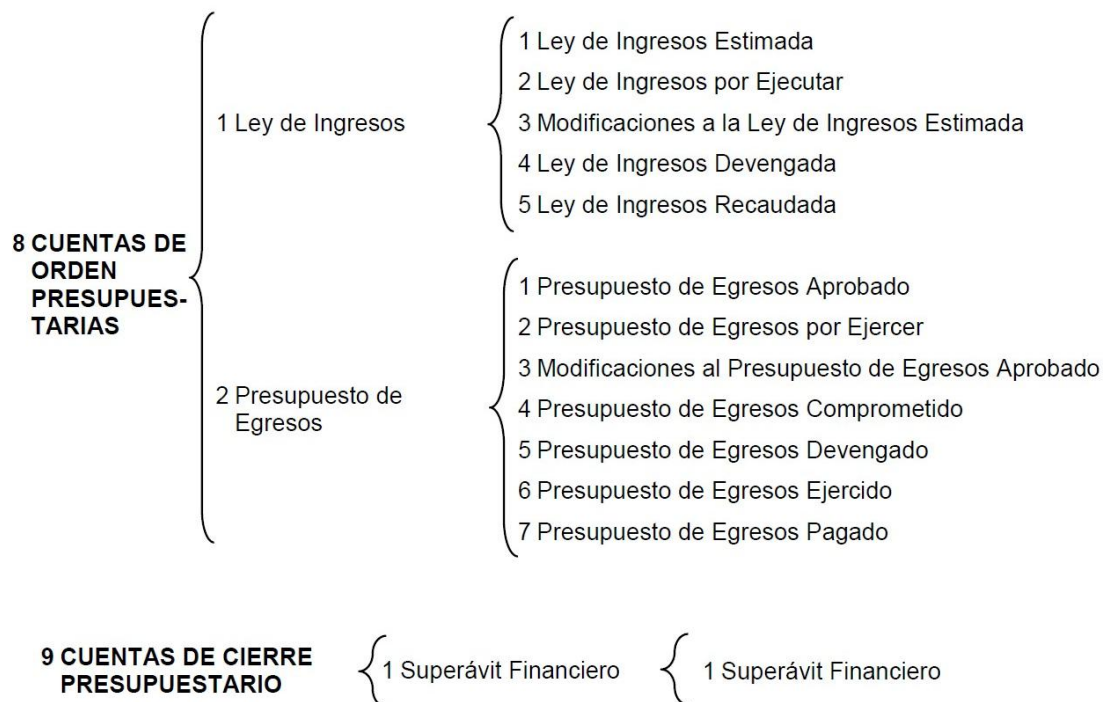 8 CUENTAS DE
ORDEN
PRESUPUES-
TARIAS
1 Ley de Ingresos
1 Ley de Ingresos Estimada
2 Ley de Ingresos por Ejecutar
3 Modificaciones a la Ley de Ingresos Estimada
4 Ley de Ingresos Devengada
5 Ley de Ingresos Recaudada
2 Presupuesto de
Egresos
1 Presupuesto de Egresos Aprobado
2 Presupuesto de Egresos por Ejercer
3 Modificaciones al Presupuesto de Egresos Aprobado
4 Presupuesto de Egresos Comprometido
5 Presupuesto de Egresos Devengado
6 Presupuesto de Egresos Ejercido
7 Presupuesto de Egresos Pagado
9 CUENTAS DE CIERRE
PRESUPUESTARIO
1 Superávit Financiero
1 Superávit Financiero